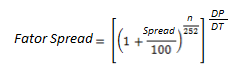 Fator Spread = [(1 + Spread/100)^(n/252)]^(DP/DT)